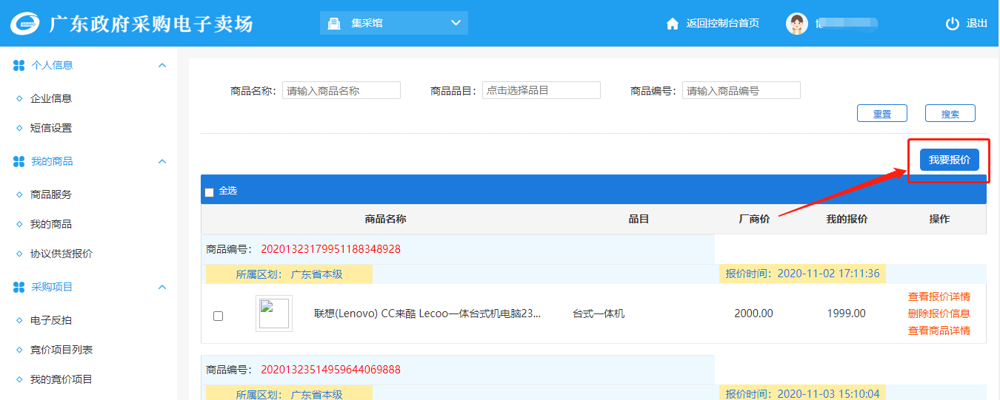 广东政府采购电子卖场
集采馆
返回控制台首页
退出
个人信息
企业信息
短信设置
我的商品
商品服务
我的商品
协议供货报价
采购项目
电子反拍
竞价项目列表
我的竞价项目
商品名称: 请输入商品名称
商品品目: 点击选择品目
商品编号: 请输入商品编号
重置
搜索
我要报价
全选
商品名称 品目 厂商价 我的报价 操作
商品编号: 20201323179951188348928
所属区划: 广东省本级
报价时间: 2020-11-02 17:11:36
联想(Lenovo) CC来酷 Lecoo一体台式机电脑23... 台式一体机 2000.00 1999.00
查看报价详情
删除报价信息
查看商品详情
商品编号: 20201323514959644069888
所属区划: 广东省本级
报价时间: 2020-11-03 15:10:04